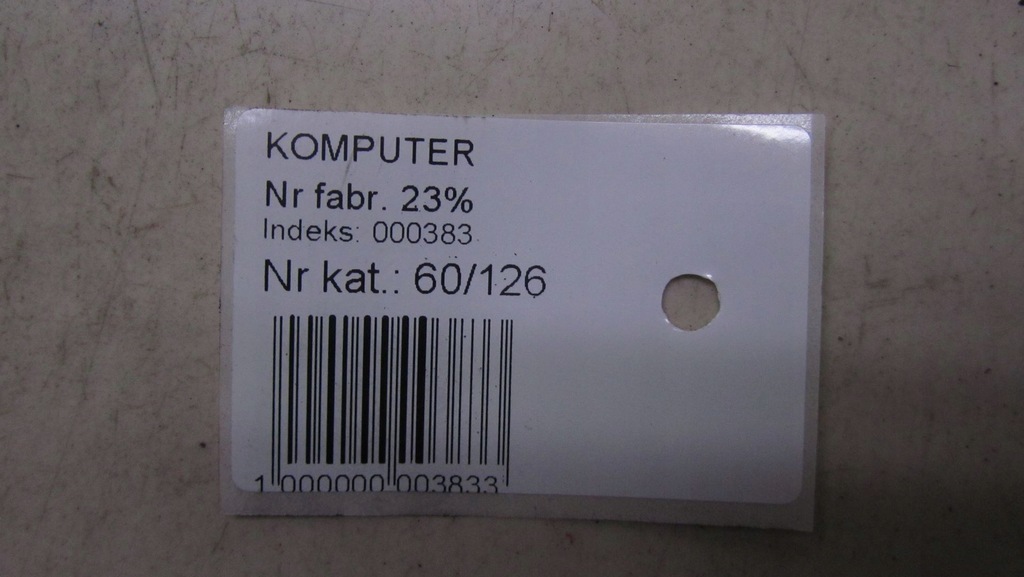 KOMPUTER
Nr fabr. 23%
Indeks: 000383
Nr kat.: 60/126
1 000000 003833